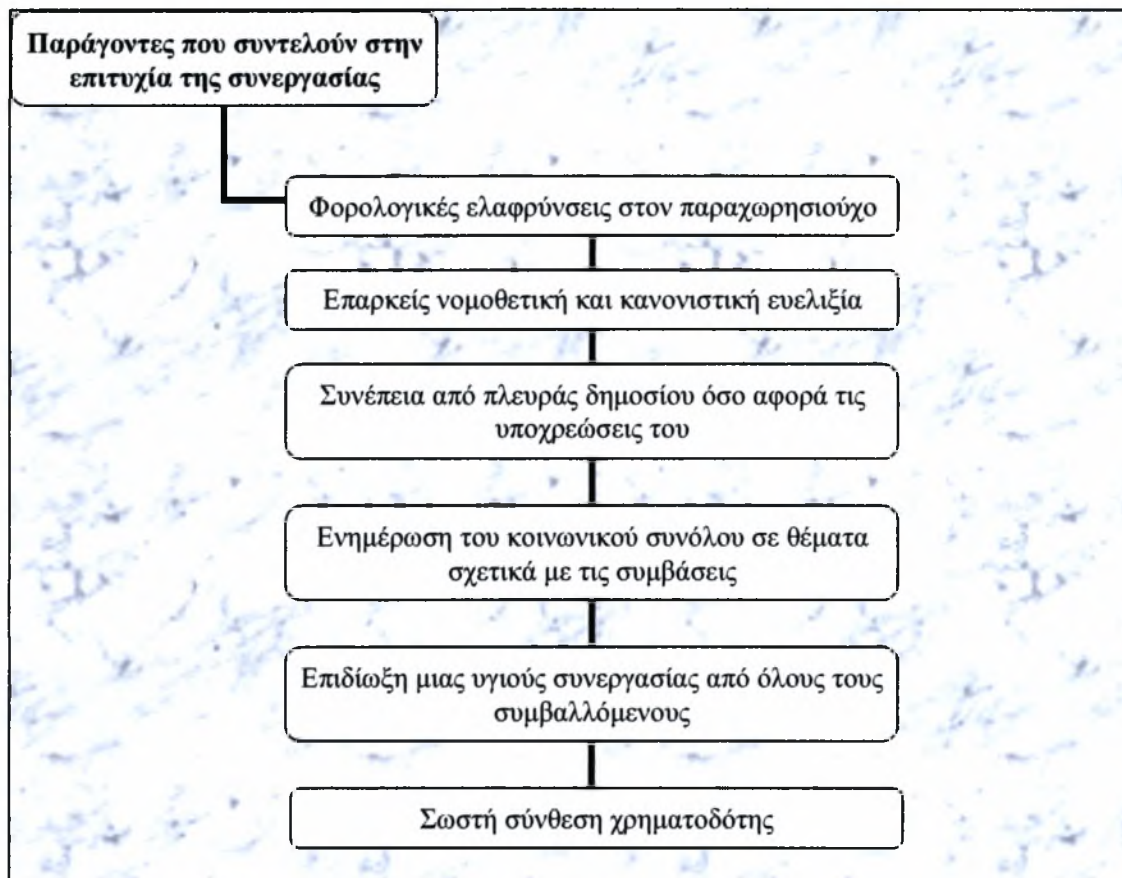 Παράγοντες που συντελούν στην
επιτυχία της συνεργασίας
Φορολογικές ελαφρύνσεις στον παραχωρησιούχο
Επαρκείς νομοθετική και κανονιστική ευελιξία
Συνέπεια από πλευράς δημοσίου όσο αφορά τις
υποχρεώσεις του
Ενημέρωση του κοινωνικού συνόλου σε θέματα
σχετικά με τις συμβάσεις
Επιδίωξη μιας υγιούς συνεργασίας από όλους τους
συμβαλλόμενους
Σωστή σύνθεση χρηματοδότης